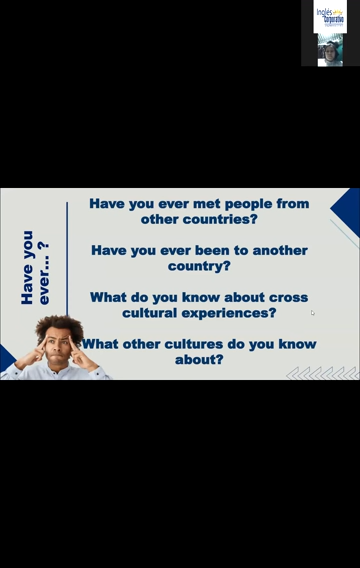 Inglés
Corporativo
Have you
ever... ?
Have you ever met people from
other countries?
Have you ever been to another
country?
What do you know about cross
cultural experiences?
What other cultures do you know
about?